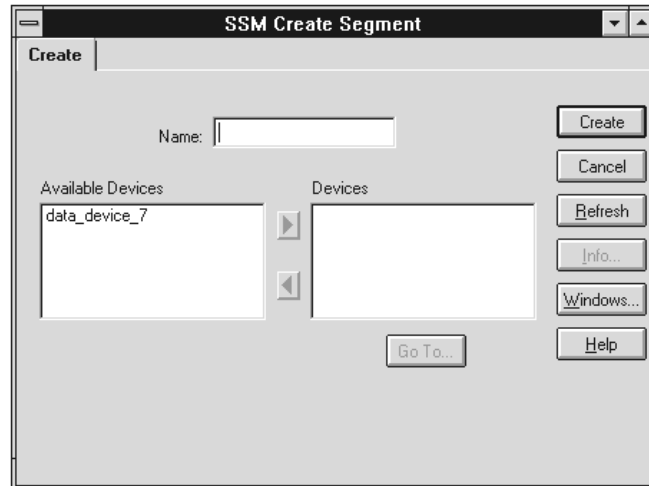 SSM Create Segment
Create
Name:
Create
Cancel
Available Devices
Devices
data_device_7
Refresh
Info...
Windows...
Help
Go To...